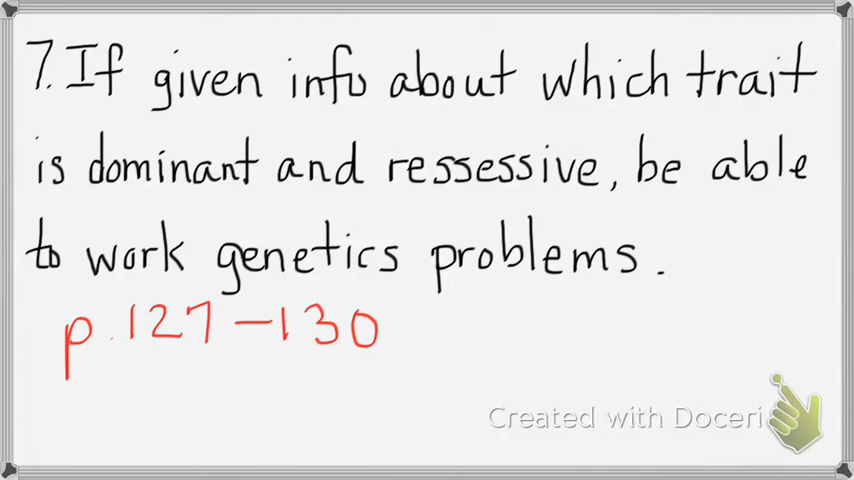 7. If given info about which trait
is dominant and ressessive, be able
to work genetics problems.
p. 127-130
Created with Doceri